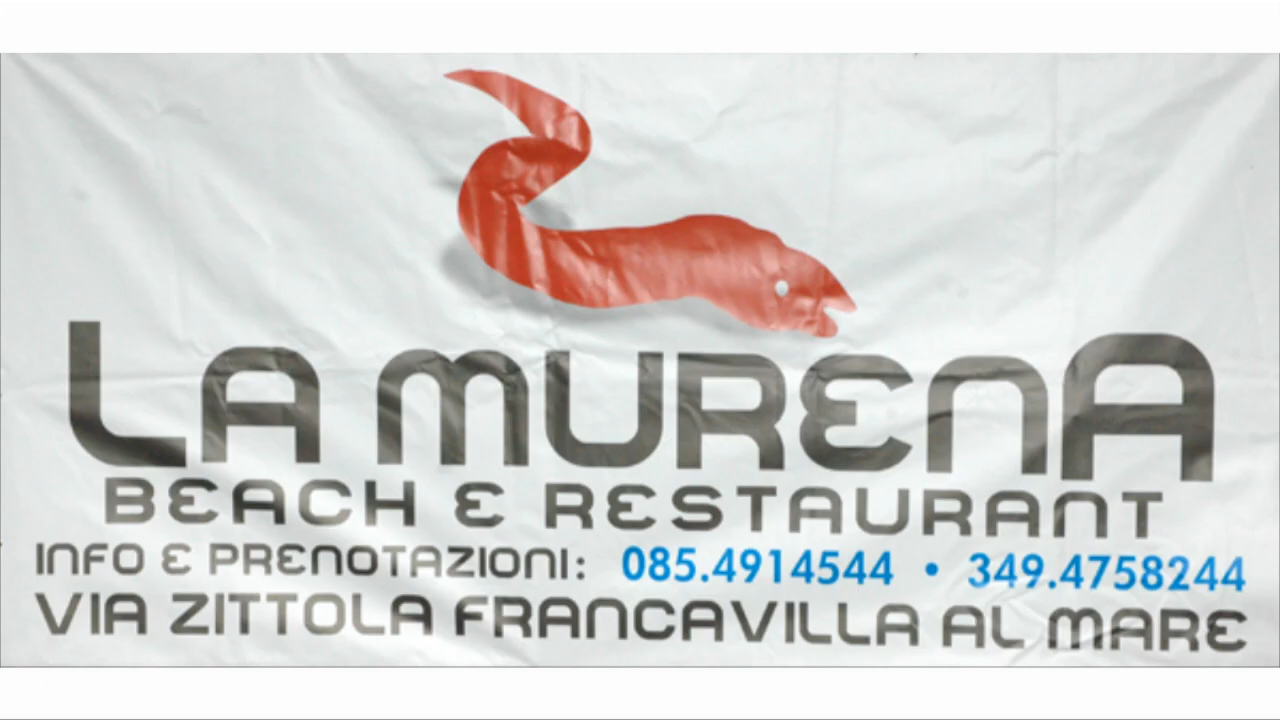 LA MURENA
BEACH E RESTAURANT
INFO E PRENOTAZIONI: 085.4914544 • 349.4758244
VIA ZITTOLA FRANCAVILLA AL MARE